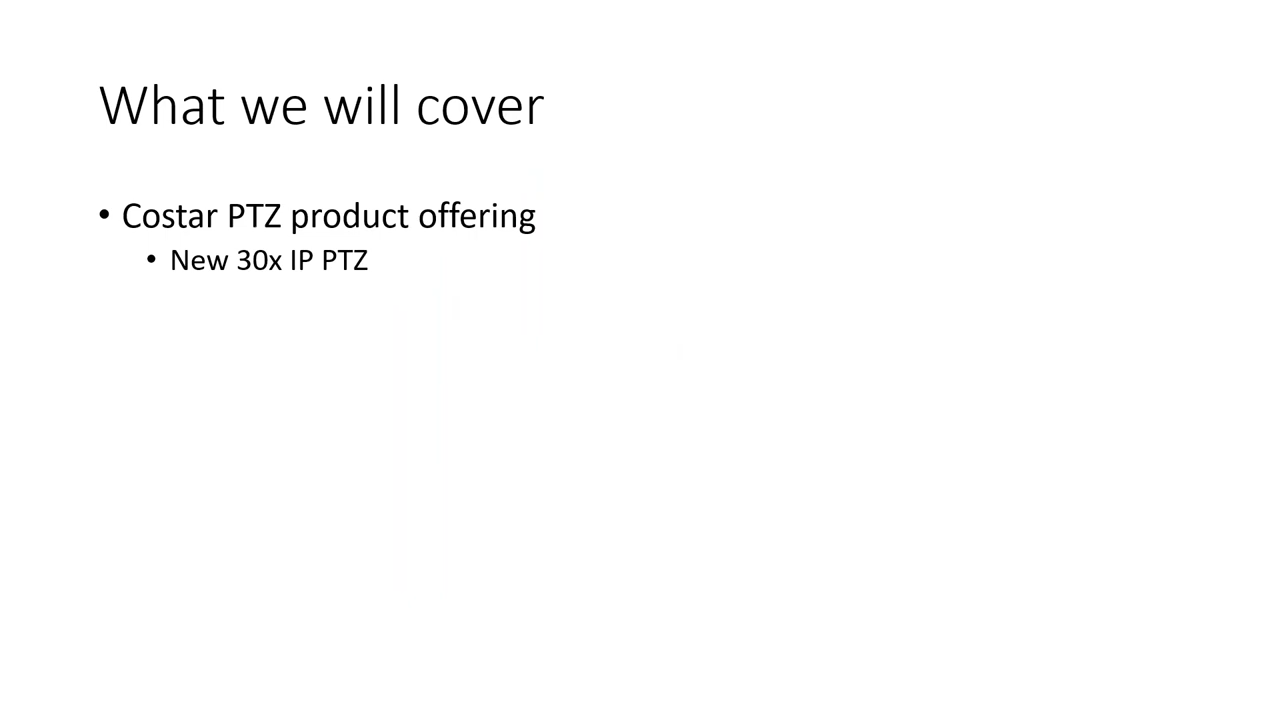 What we will cover
• Costar PTZ product offering
• New 30x IP PTZ